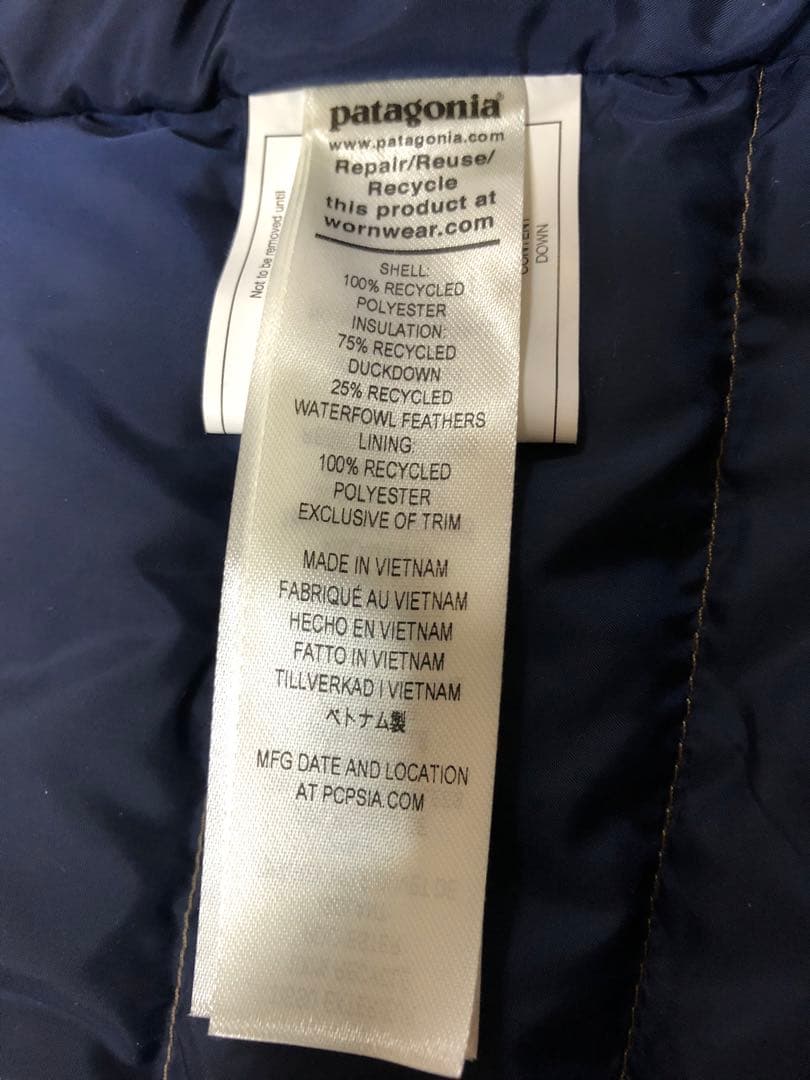 patagonia®
www.patagonia.com
Repair/Reuse/
Recycle
this product at
wornwear.com
SHELL:
100% RECYCLED
POLYESTER
INSULATION:
75% RECYCLED
DUCKDOWN
25% RECYCLED
WATERFOWL FEATHERS
LINING:
100% RECYCLED
POLYESTER
EXCLUSIVE OF TRIM
MADE IN VIETNAM
FABRIQUÉ AU VIETNAM
HECHO EN VIETNAM
FATTO IN VIETNAM
TILLVERKAD I VIETNAM
ベトナム製
MFG DATE AND LOCATION
AT PCPSIA.COM
Not to be removed until
CONTENT
DOWN